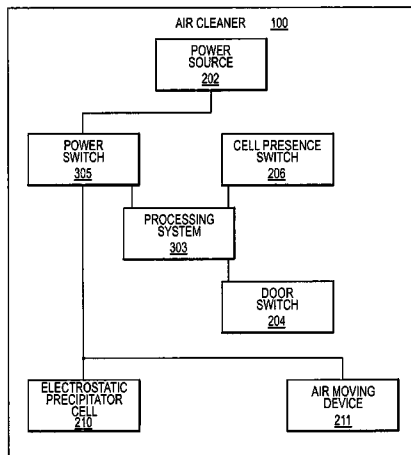 AIR CLEANER 100
POWER
SOURCE
202
POWER
SWITCH
305
CELL PRESENCE
SWITCH
206
PROCESSING
SYSTEM
303
DOOR
SWITCH
204
ELECTROSTATIC
PRECIPITATOR
CELL
210
AIR MOVING
DEVICE
211